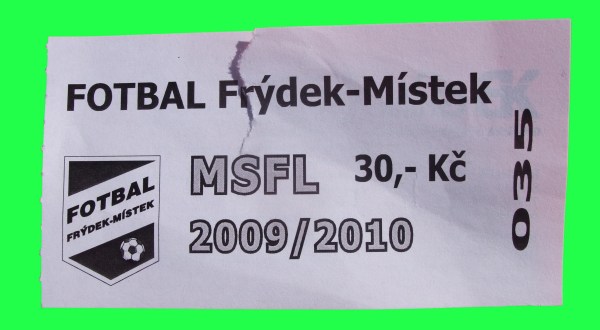 FOTBAL Frýdek-Místek
MSFL 30,- Kč
2009/2010
035
FOTBAL
FRÝDEK-MÍSTEK